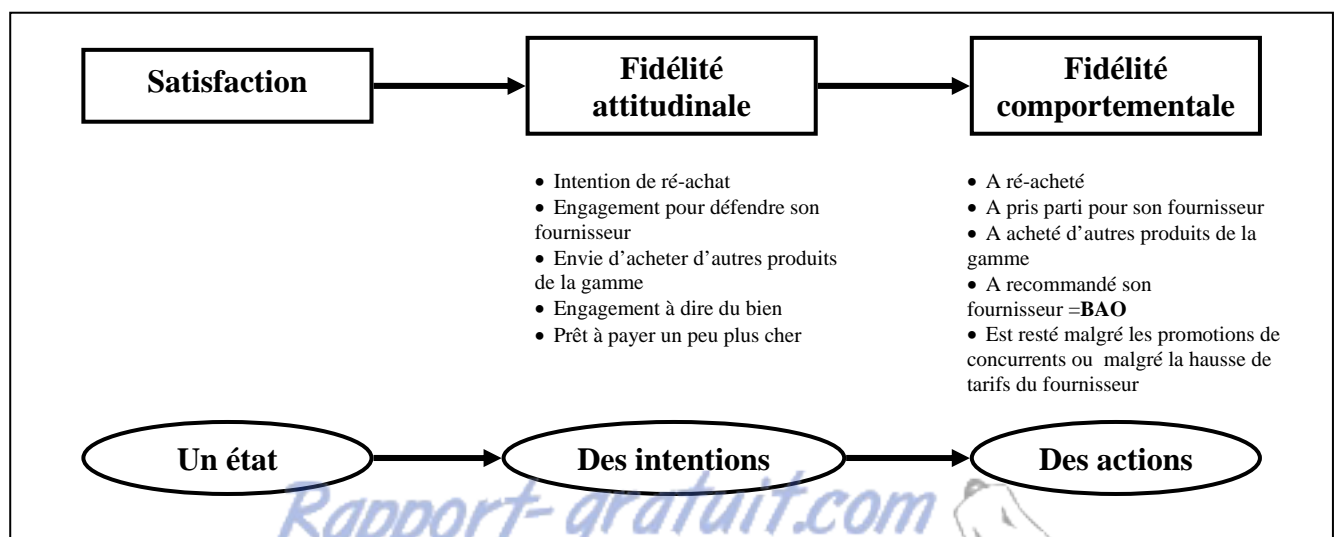 Satisfaction
Fidélité
attitudinale
Fidélité
comportementale
• Intention de ré-achat
• Engagement pour défendre son
fournisseur
• Envie d’acheter d’autres produits
de la gamme
• Engagement à dire du bien
• Prêt à payer un peu plus cher
• A ré-acheté
• A pris parti pour son fournisseur
• A acheté d’autres produits de la
gamme
• A recommandé son
fournisseur =BAO
• Est resté malgré les promotions de
concurrents ou malgré la hausse de
tarifs du fournisseur
Un état
Des intentions
Des actions
Rapport-gratuit.com